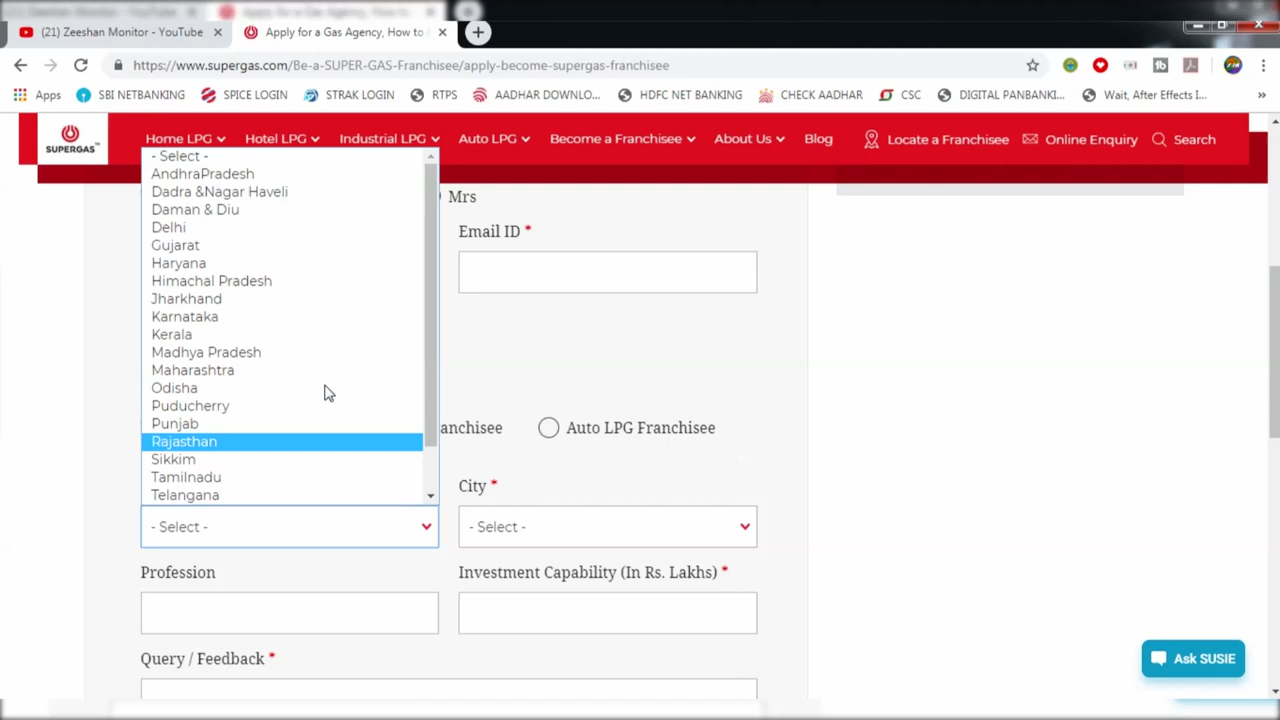 (21) Zeeshan Monitor - YouTube
Apply for a Gas Agency, How to
https://www.supergas.com/Be-a-SUPER-GAS-Franchisee/apply-become-supergas-franchisee
Apps SBI NETBANKING SPICE LOGIN STRAK LOGIN RTPS AADHAR DOWNLO... HDFC NET BANKING CHECK AADHAR CSC DIGITAL PANBANKI... Wait, After Effects I... »
SUPERGAS™
Home LPG Hotel LPG Industrial LPG Auto LPG Become a Franchisee About Us Blog Locate a Franchisee Online Enquiry Search
- Select -
AndhraPradesh
Dadra &Nagar Haveli
Daman & Diu
Delhi
Gujarat
Haryana
Himachal Pradesh
Jharkhand
Karnataka
Kerala
Madhya Pradesh
Maharashtra
Odisha
Puducherry
Punjab
Rajasthan
Sikkim
Tamilnadu
Telangana
Mrs
Email ID *
anchisee Auto LPG Franchisee
City *
- Select - - Select -
Profession Investment Capability (In Rs. Lakhs) *
Query / Feedback *
Ask SUSIE